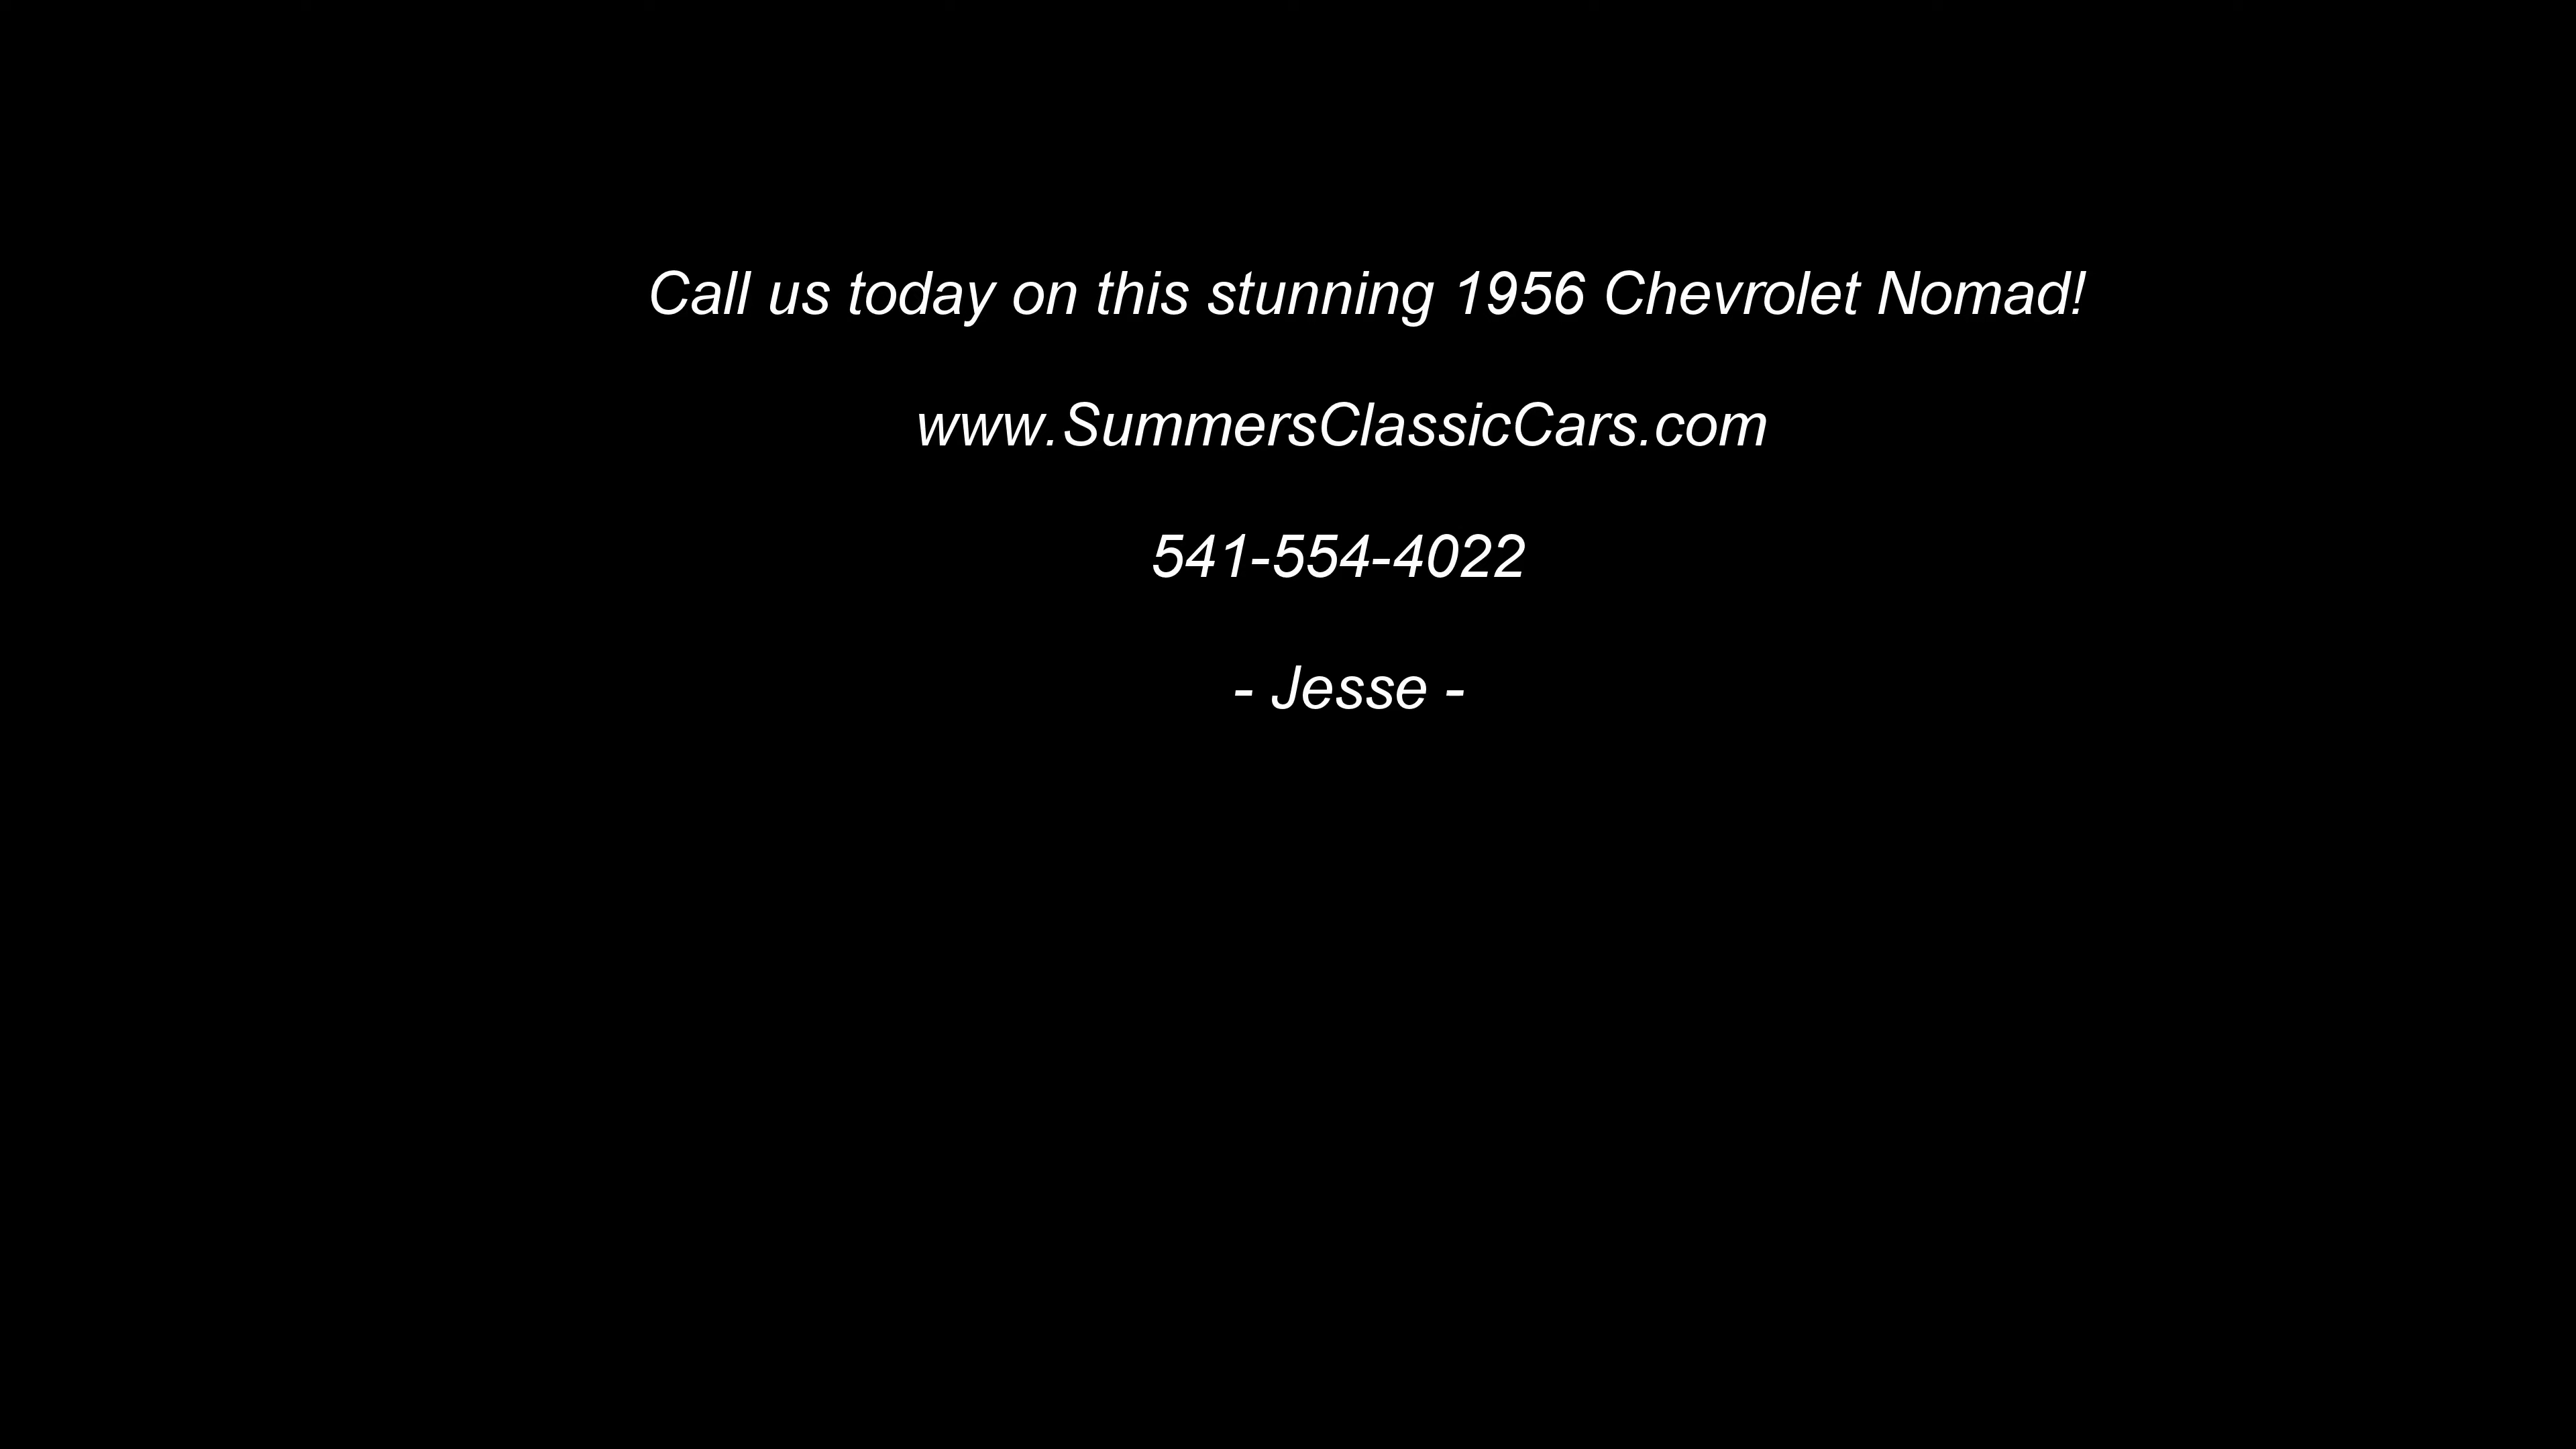 Call us today on this stunning 1956 Chevrolet Nomad!
www.SummersClassicCars.com
541-554-4022
- Jesse -